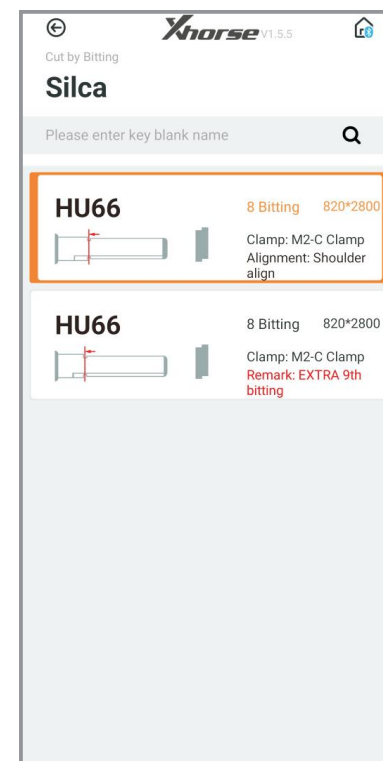 Xhorse V1.5.5
Cut by Bitting
Silca
Please enter key blank name
HU66
8 Bitting 820*2800
Clamp: M2-C Clamp
Alignment: Shoulder
align
HU66
8 Bitting 820*2800
Clamp: M2-C Clamp
Remark: EXTRA 9th
bitting